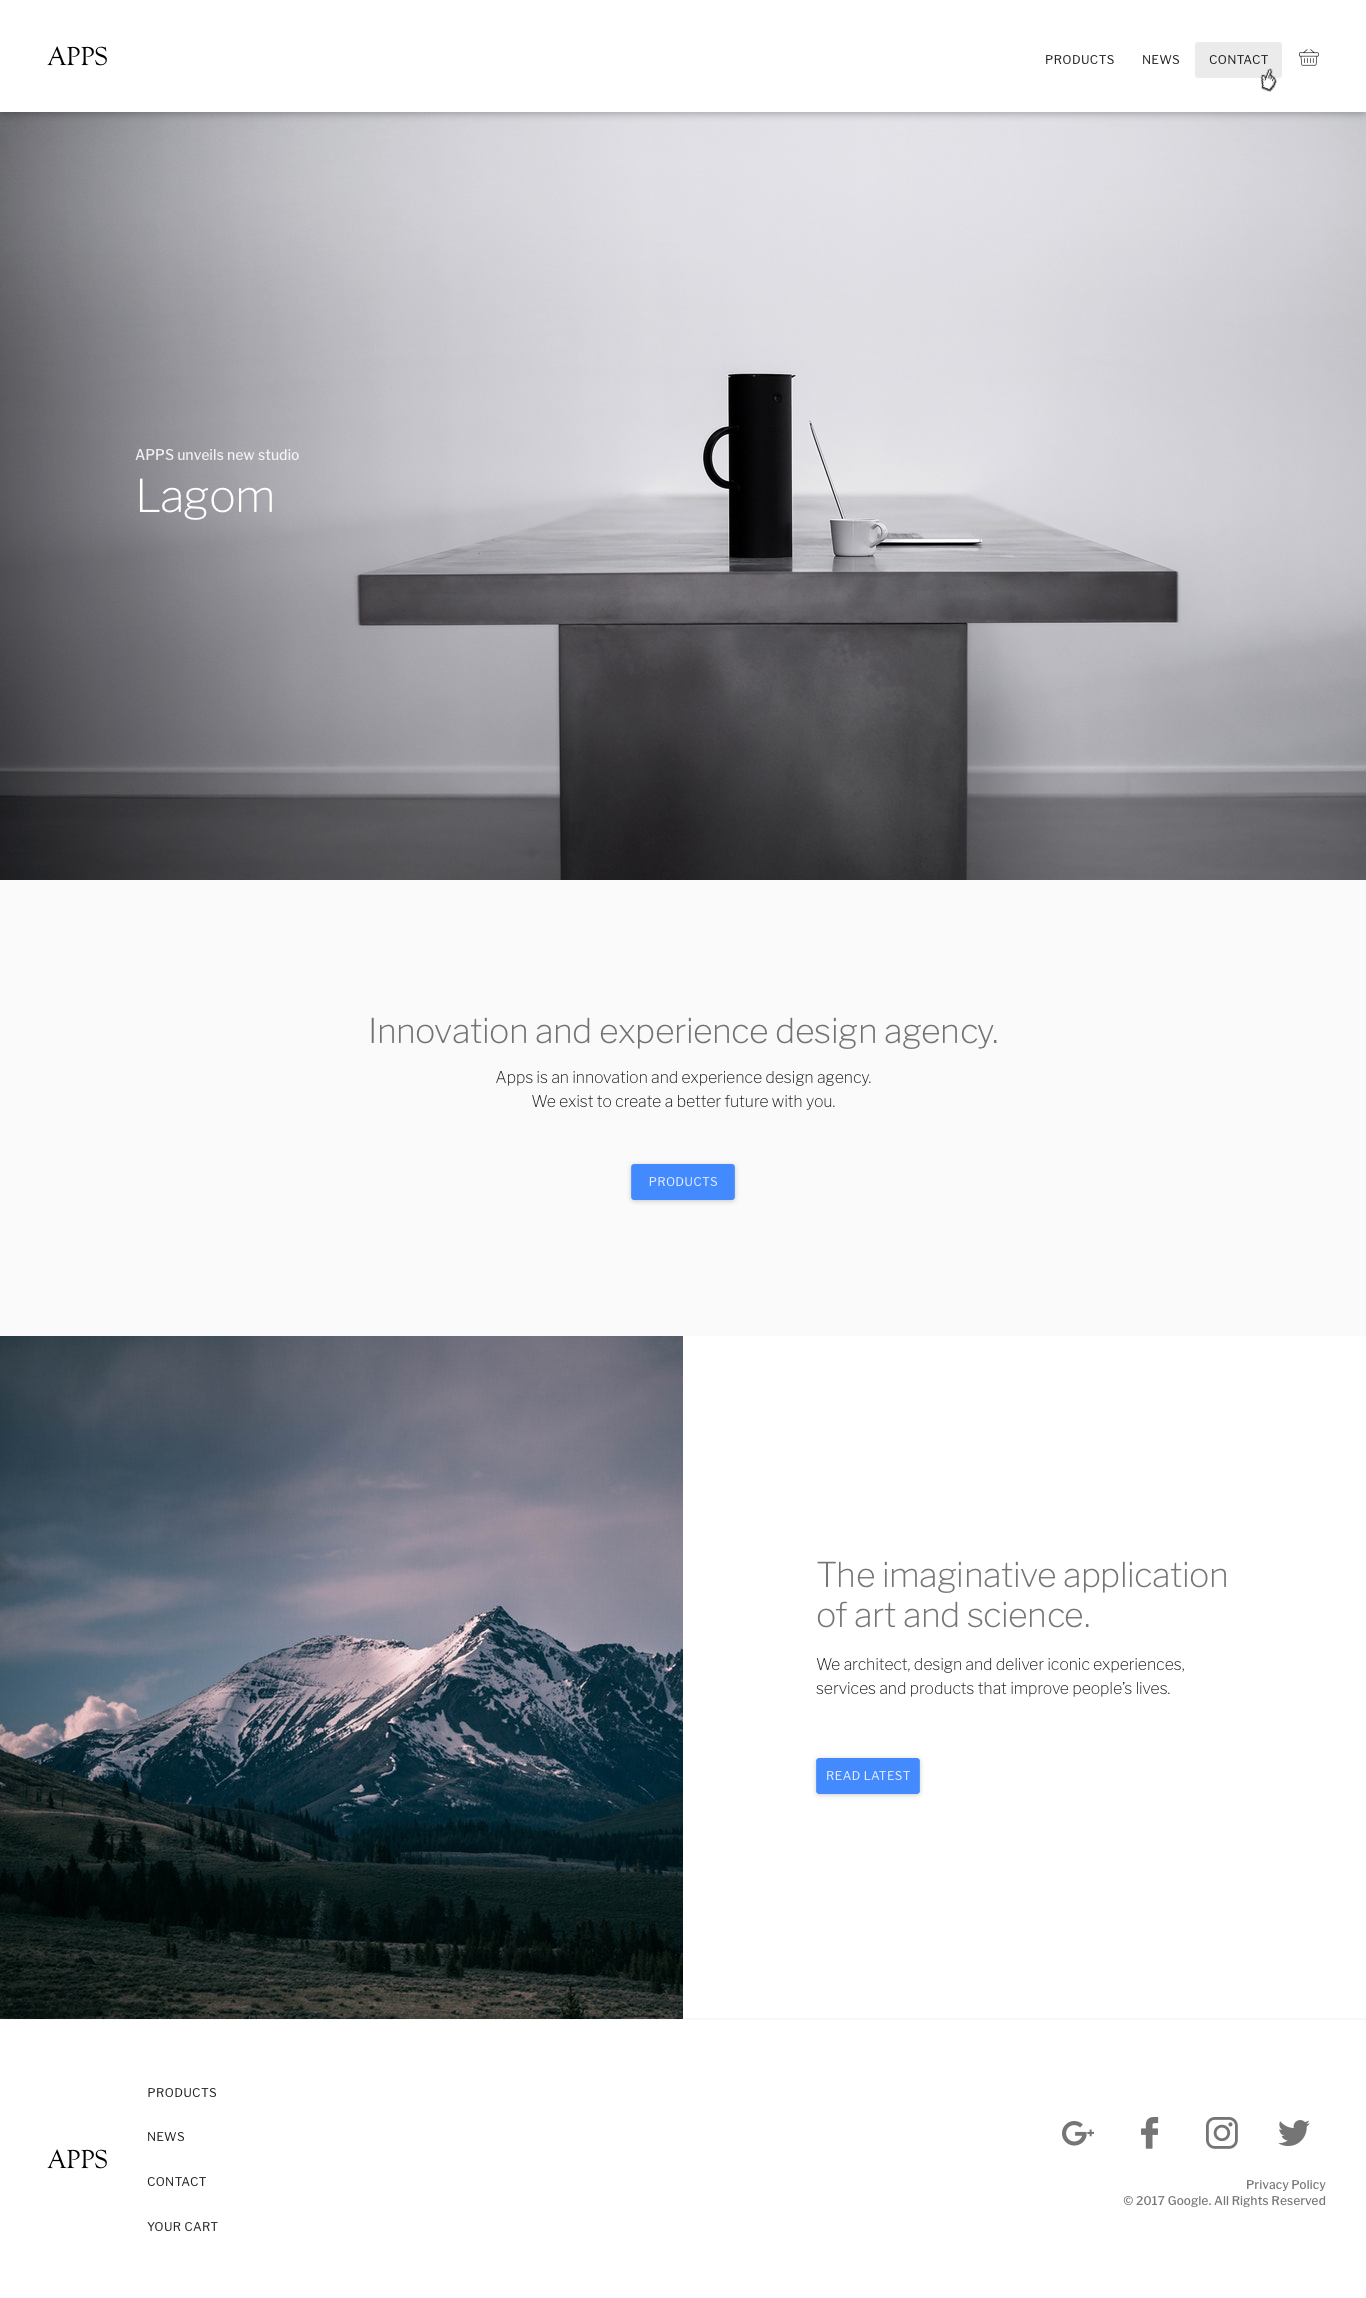 APPS
PRODUCTS NEWS CONTACT
APPS unveils new studio
Lagom
Innovation and experience design agency.
Apps is an innovation and experience design agency.
We exist to create a better future with you.
PRODUCTS
The imaginative application
of art and science.
We architect, design and deliver iconic experiences,
services and products that improve people’s lives.
READ LATEST
APPS
PRODUCTS
NEWS
CONTACT
YOUR CART
G+
Privacy Policy
© 2017 Google. All Rights Reserved